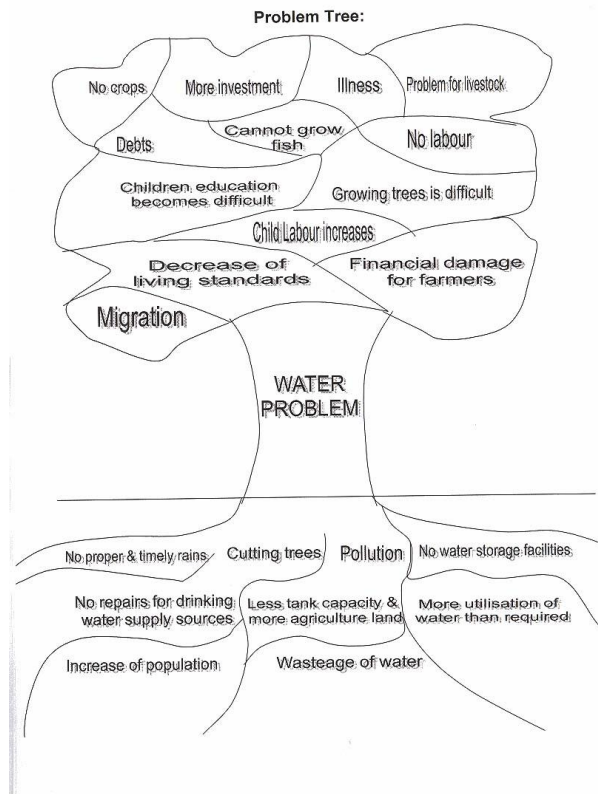 Problem Tree:
No crops
More investment
Illness
Problem for livestock
Debts
Cannot grow
fish
No labour
Children education
becomes difficult
Growing trees is difficult
Child Labour increases
Decrease of
living standards
Financial damage
for farmers
Migration
WATER
PROBLEM
No proper & timely rains
Cutting trees
Pollution
No water storage facilities
No repairs for drinking
water supply sources
Less tank capacity &
more agriculture land
More utilisation of
water than required
Increase of population
Wasteage of water